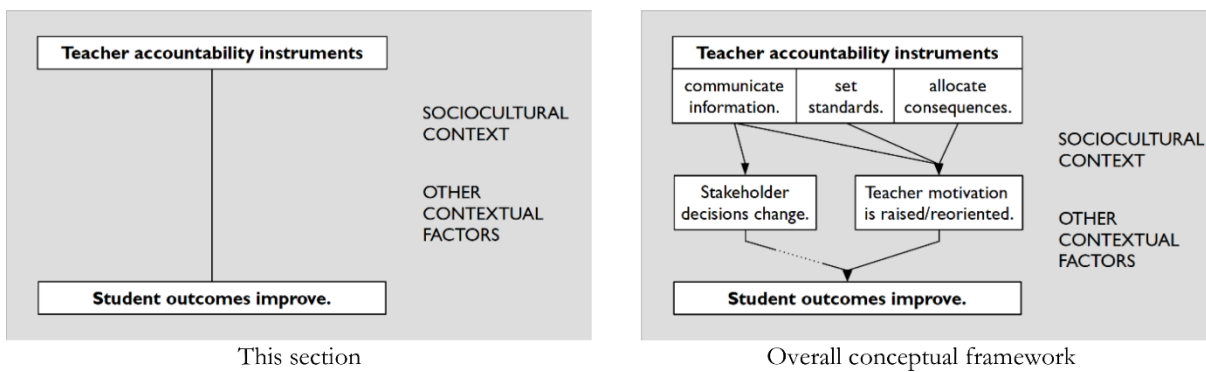 Teacher accountability instruments
SOCIOCULTURAL
CONTEXT
OTHER
CONTEXTUAL
FACTORS
Student outcomes improve.
This section
Teacher accountability instruments
communicate
information.
set
standards.
allocate
consequences.
SOCIOCULTURAL
CONTEXT
Stakeholder
decisions change.
Teacher motivation
is raised/reoriented.
OTHER
CONTEXTUAL
FACTORS
Student outcomes improve.
Overall conceptual framework